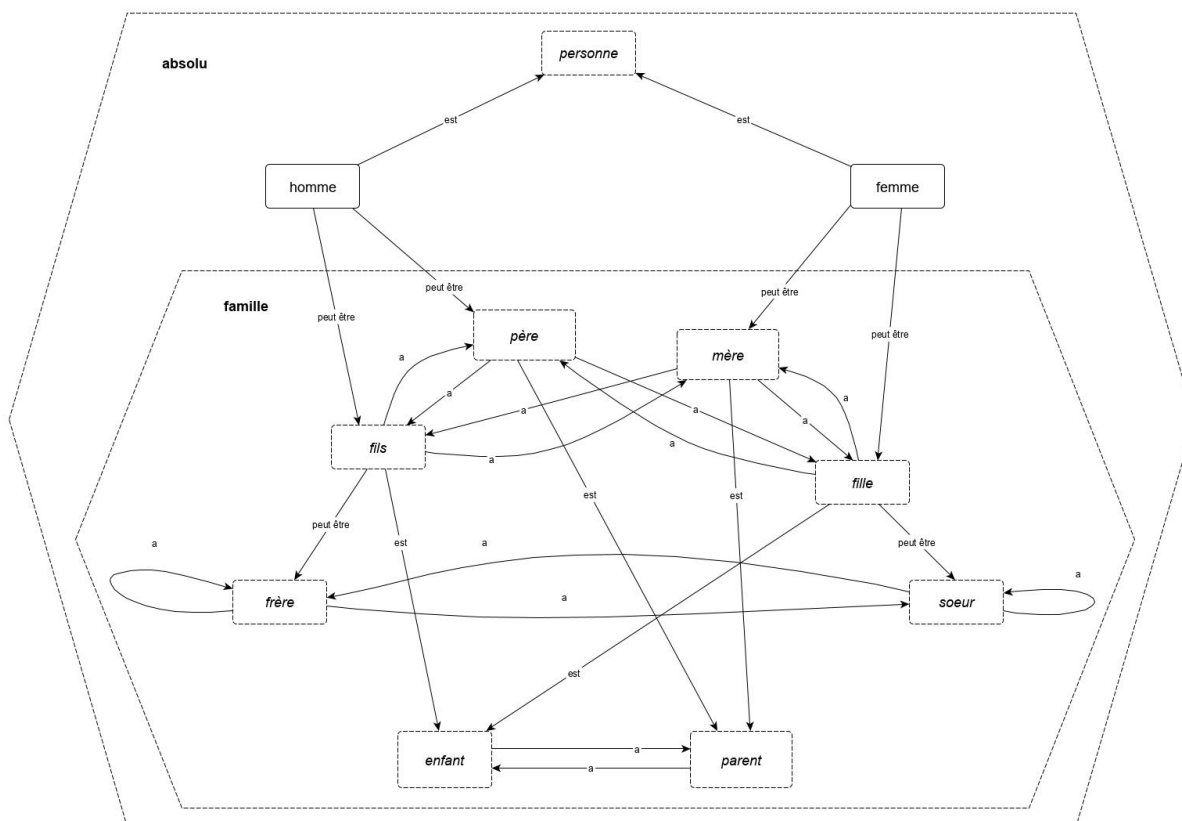 personne
absolu
est
est
homme
femme
famille
peut être
peut être
peut être
peut être
père
mère
a
a
a
a
a
a
a
a
fils
fille
est
est
peut être
est
peut être
a
a
a
a
frère
soeur
est
enfant
a
a
parent